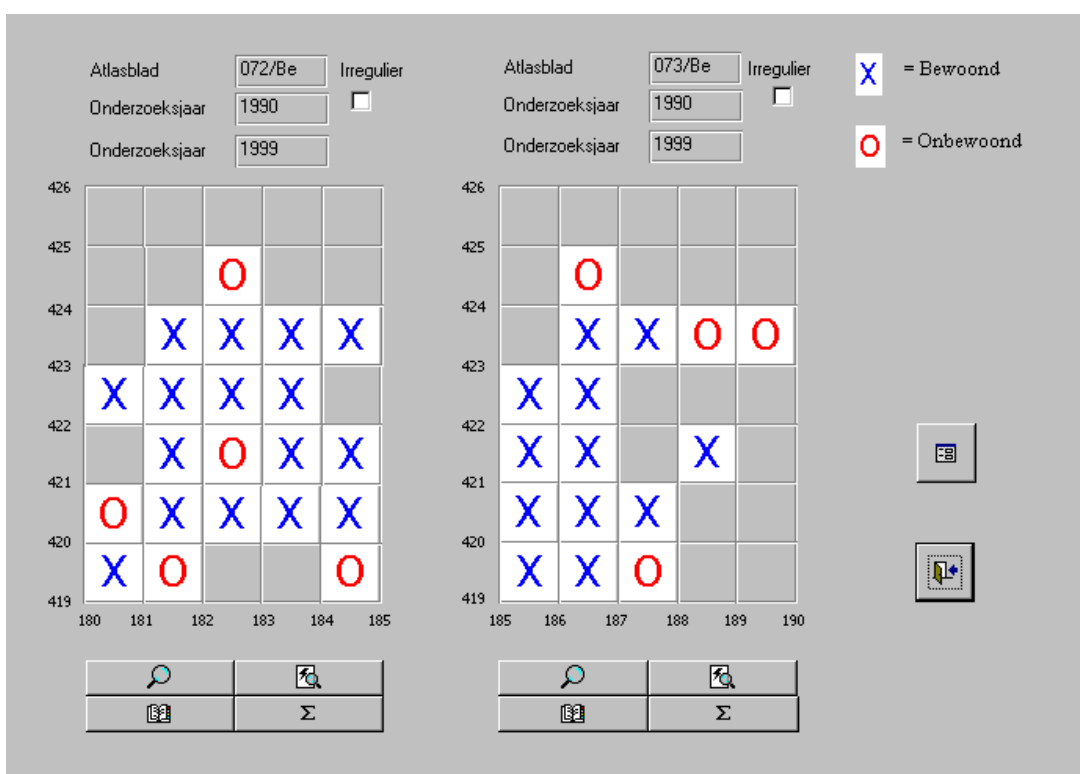 Atlasblad 072/Be Irregulier
Onderzoeksjaar 1990
Onderzoeksjaar 1999
426
425
O
424
X X X X
423
X X X X
422
X O X X
421
O X X X X
420
X O O
419
180 181 182 183 184 185
Σ
Atlasblad 073/Be Irregulier
Onderzoeksjaar 1990
Onderzoeksjaar 1999
426
425
O
424
X X O O
423
X X
422
X X X
421
X X X
420
X X O
419
185 186 187 188 189 190
Σ
X = Bewoond
O = Onbewoond